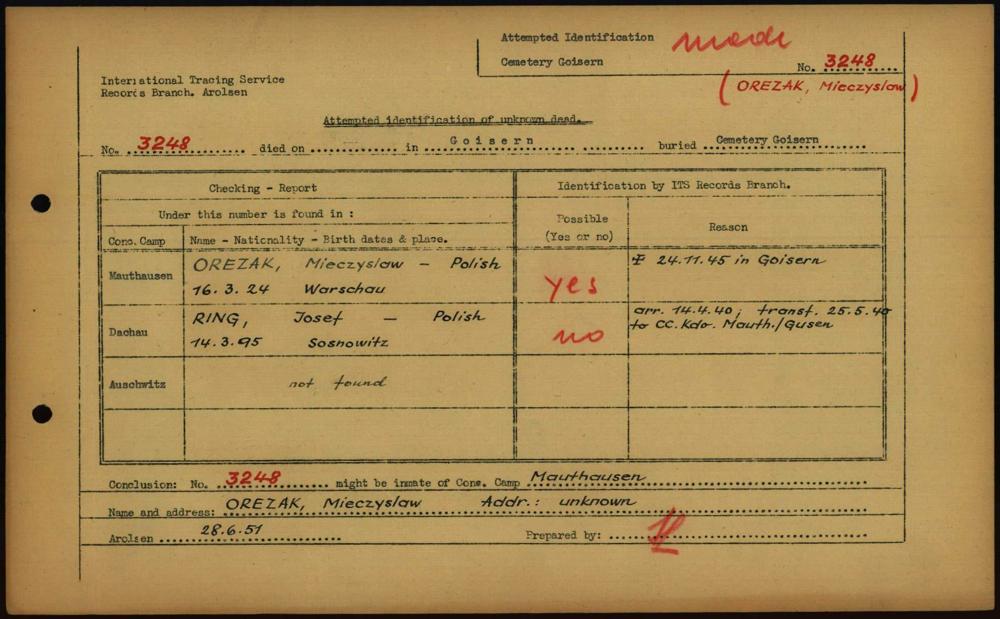 Attempted Identification
Cemetery Goisern
No. 3248
(OREZAK, Mieczyslaw)
International Tracing Service
Records Branch. Arolsen
Attempted identification of unknown dead.
No. 3248 died on in Goisern buried Cemetery Goisern
Checking - Report
Identification by ITS Records Branch.
Under this number is found in :
Possible
(Yes or no)
Reason
Conc. Camp
Name - Nationality - Birth dates & place.
Mauthausen
OREZAK, Mieczyslaw - Polish
16.3.24 Warschau
yes
24.11.45 in Goisern
Dachau
RING, Josef - Polish
14.3.95 Sosnowitz
no
arr. 14.4.40; transf. 25.5.40
to CC. Kdo. Mauth./Gusen
Auschwitz
not found
Conclusion: No. 3248 might be inmate of Conc. Camp Mauthausen
Name and address: OREZAK, Mieczyslaw Addr.: unknown
Arolsen 28.6.51
Prepared by: